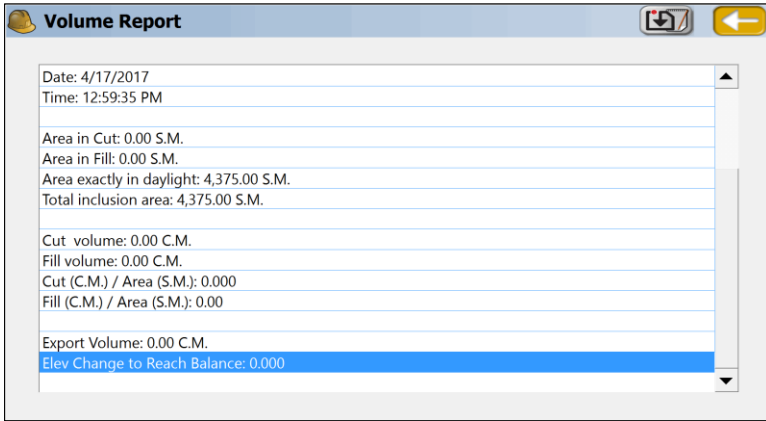 Volume Report
Date: 4/17/2017
Time: 12:59:35 PM
Area in Cut: 0.00 S.M.
Area in Fill: 0.00 S.M.
Area exactly in daylight: 4,375.00 S.M.
Total inclusion area: 4,375.00 S.M.
Cut  volume: 0.00 C.M.
Fill volume: 0.00 C.M.
Cut (C.M.) / Area (S.M.): 0.000
Fill (C.M.) / Area (S.M.): 0.00
Export Volume: 0.00 C.M.
Elev Change to Reach Balance: 0.000